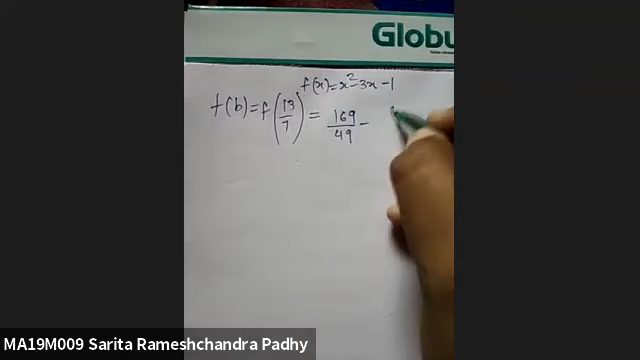 Globu
f(x)=x²-3x-1
f(b)=f(13/7)=169/49-
MA19M009 Sarita Rameshchandra Padhy